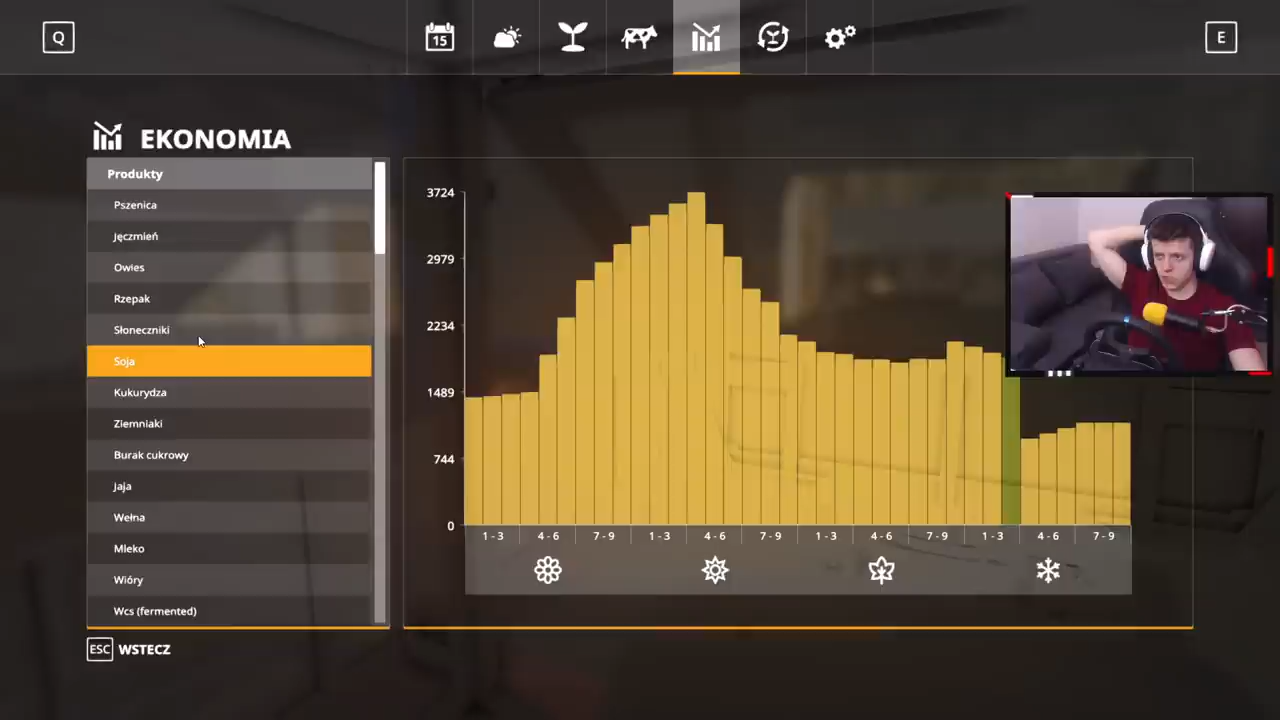 Q
15
E
EKONOMIA
Produkty
Pszenica
Jęczmień
Owies
Rzepak
Słoneczniki
Soja
Kukurydza
Ziemniaki
Burak cukrowy
Jaja
Wełna
Mleko
Wióry
Wcs (fermented)
3724
2979
2234
1489
744
0
1 - 3 4 - 6 7 - 9 1 - 3 4 - 6 7 - 9 1 - 3 4 - 6 7 - 9 1 - 3 4 - 6 7 - 9
ESC WSTECZ